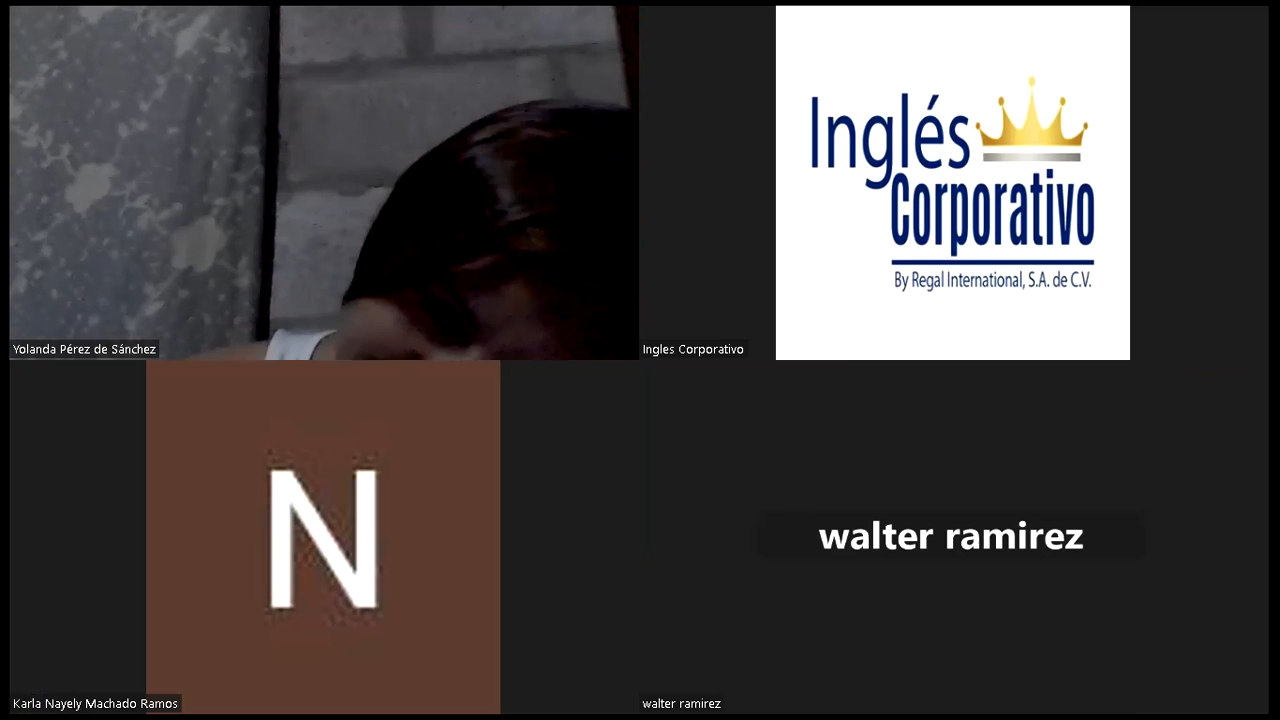 Inglés
Corporativo
By Regal International, S.A. de C.V.
Yolanda Pérez de Sánchez
Ingles Corporativo
N
walter ramirez
Karla Nayely Machado Ramos
walter ramirez